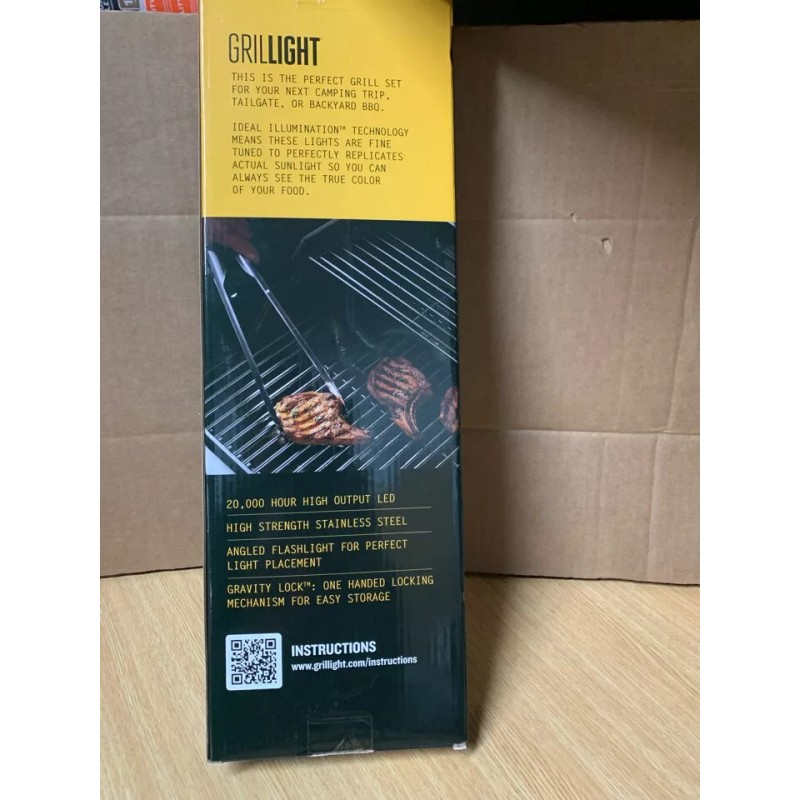 GRILLIGHT
THIS IS THE PERFECT GRILL SET
FOR YOUR NEXT CAMPING TRIP,
TAILGATE, OR BACKYARD BBQ.
IDEAL ILLUMINATION™ TECHNOLOGY
MEANS THESE LIGHTS ARE FINE
TUNED TO PERFECTLY REPLICATES
ACTUAL SUNLIGHT SO YOU CAN
ALWAYS SEE THE TRUE COLOR
OF YOUR FOOD.
20,000 HOUR HIGH OUTPUT LED
HIGH STRENGTH STAINLESS STEEL
ANGLED FLASHLIGHT FOR PERFECT
LIGHT PLACEMENT
GRAVITY LOCK™: ONE HANDED LOCKING
MECHANISM FOR EASY STORAGE
INSTRUCTIONS
www.grillight.com/instructions